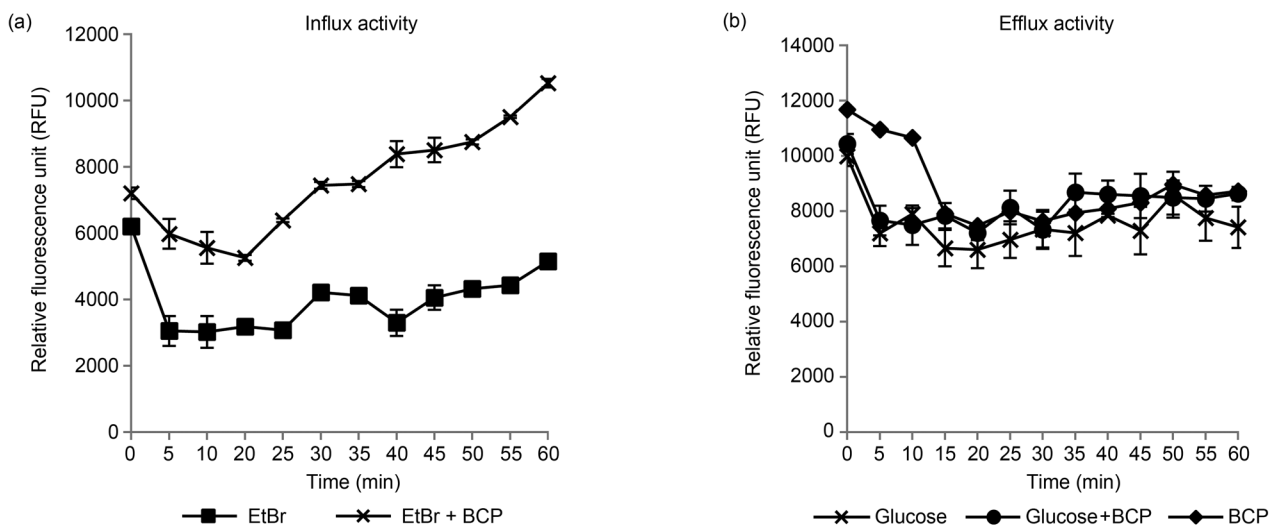 (a)
Influx activity
Relative fluorescence unit (RFU)
12000
10000
8000
6000
4000
2000
0
0 5 10 20 25 30 35 40 45 50 55 60
Time (min)
EtBr EtBr + BCP
(b)
Efflux activity
Relative fluorescence unit (RFU)
14000
12000
10000
8000
6000
4000
2000
0
0 5 10 15 20 25 30 35 40 45 50 55 60
Time (min)
Glucose Glucose+BCP BCP